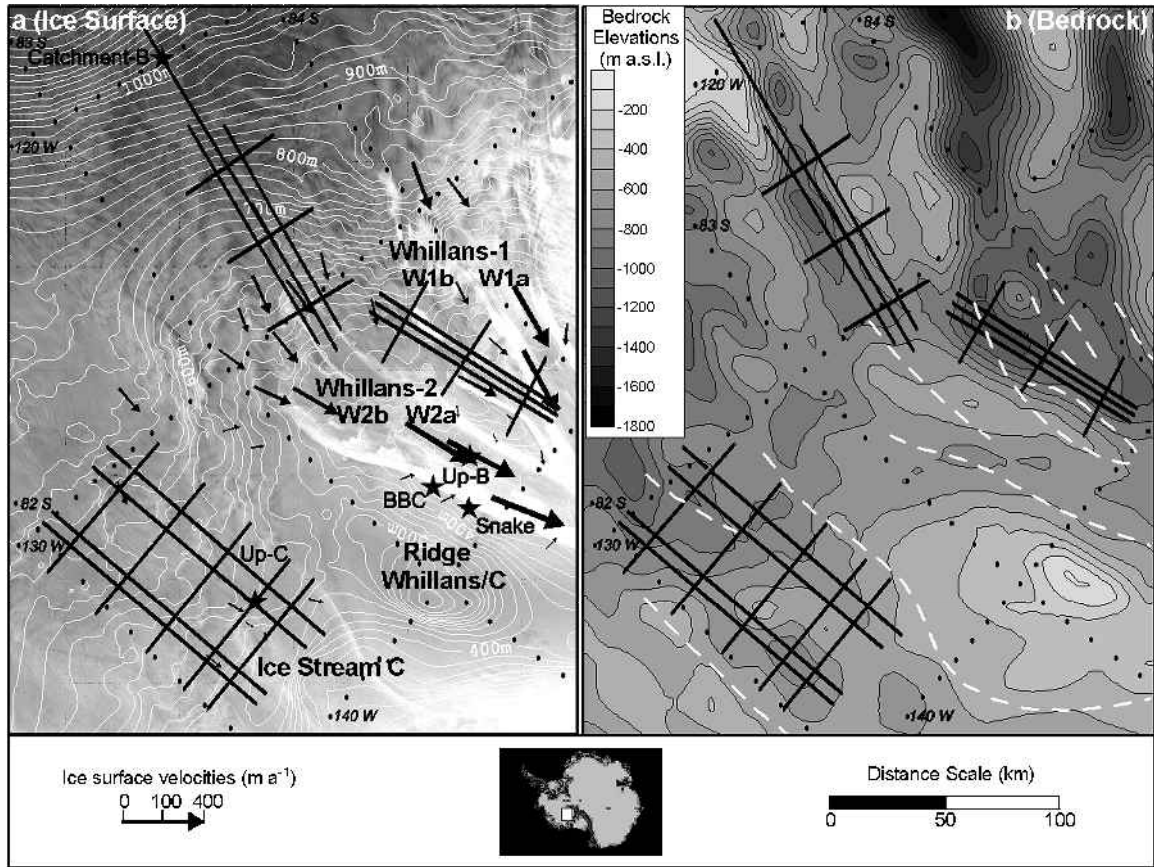 a (Ice Surface)
84 S
83 S
Catchment-B
1000m
900m
120 W
800m
Whillans-1
W1b W1a
600m
Whillans-2
W2b W2a
Up-B
BBC
Snake
82 S
130 W
Up-C
Ridge
Whillans/C
400m
Ice Stream C
140 W
Bedrock
Elevations
(m a.s.l.)
-200
-400
-600
-800
-1000
-1200
-1400
-1600
-1800
84 S
b (Bedrock)
120 W
83 S
82 S
130 W
140 W
Ice surface velocities (m a⁻¹)
0 100 400
Distance Scale (km)
0 50 100